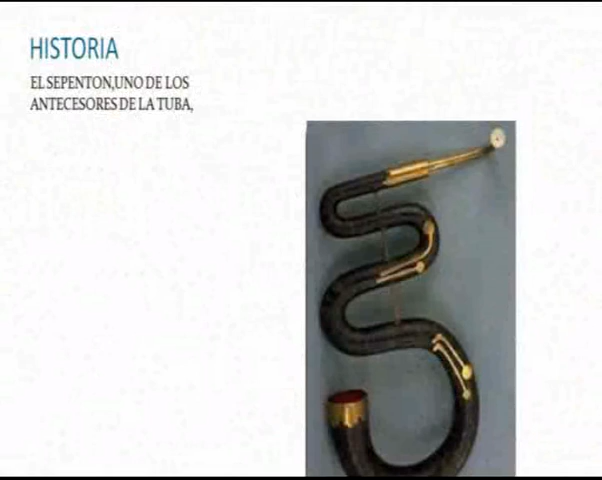 HISTORIA
EL SEPENTON,UNO DE LOS
ANTECESORES DE LA TUBA,